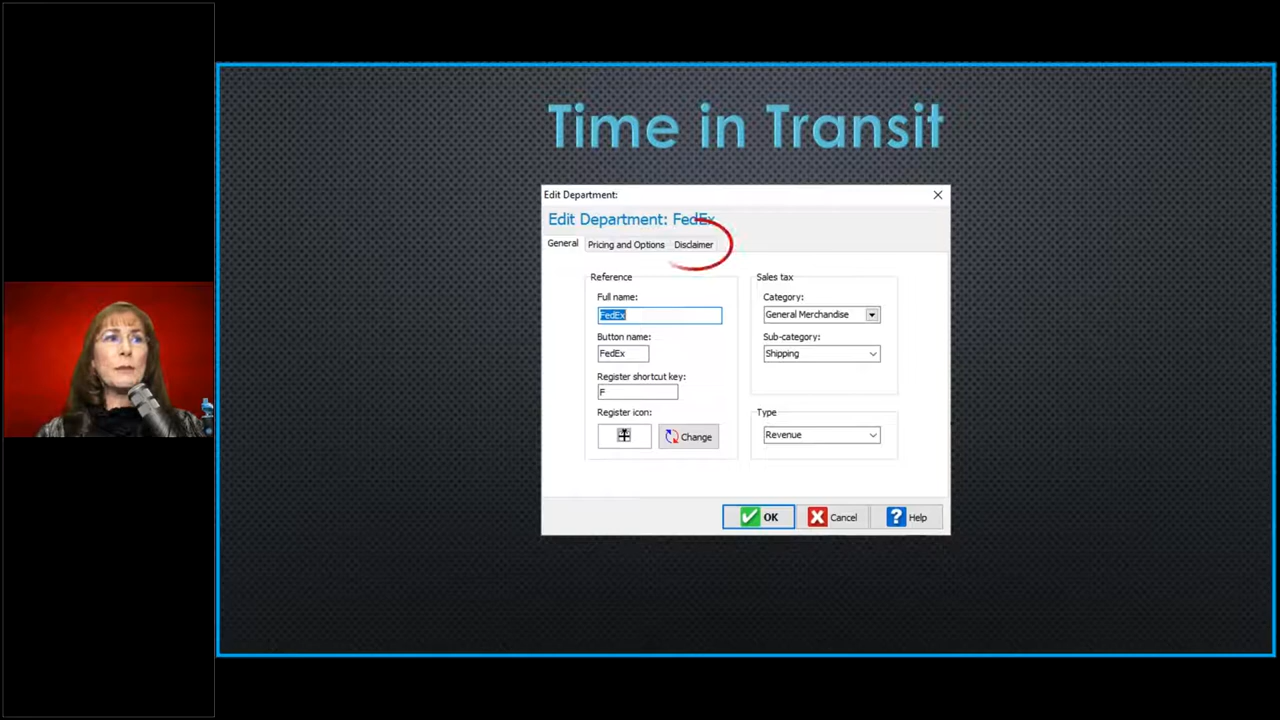 Time in Transit
Edit Department:
Edit Department: FedEx
General Pricing and Options Disclaimer
Reference
Full name:
FedEx
Button name:
FedEx
Register shortcut key:
F
Register icon:
Change
Sales tax
Category:
General Merchandise
Sub-category:
Shipping
Type
Revenue
OK Cancel ? Help